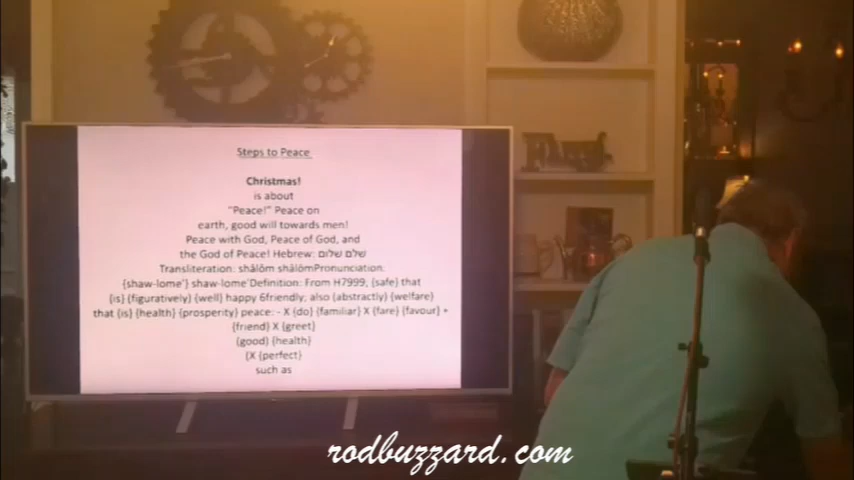 Steps to Peace
Christmas!
is about
"Peace!" Peace on
earth, good will towards men!
Peace with God, Peace of God, and
the God of Peace! Hebrew: שלם שלום
Transliteration: shâlôm shâlômPronunciation:
{shaw-lome'} shaw-lome'Definition: From H7999; {safe} that
{is} {figuratively} {well} happy 6friendly; also (abstractly) {welfare}
that {is} {health} {prosperity} peace: - X {do} {familiar} X {fare} {favour} +
{friend} X {greet}
(good) {health}
(X {perfect}
such as
rodbuzzard.com